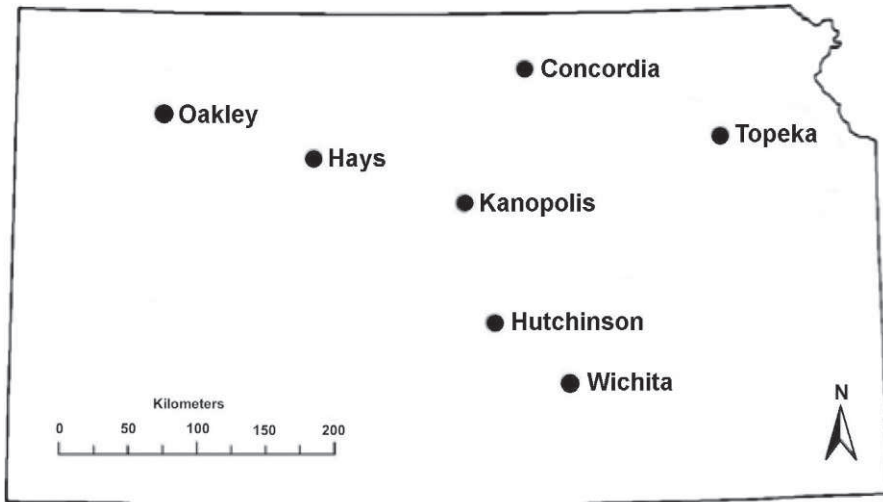 Concordia
Oakley
Topeka
Hays
Kanopolis
Hutchinson
Wichita
Kilometers
0 50 100 150 200
N